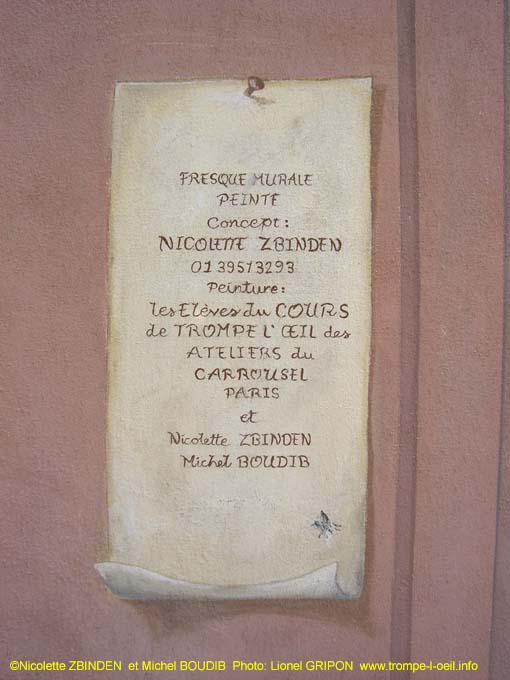 FRESQUE MURALE
PEINTE
Concept :
NICOLETTE ZBINDEN
01 39513293
Peinture :
les Elèves du COURS
de TROMPE L' ŒIL des
ATELIERS du
CARROUSEL
PARIS
et
Nicolette ZBINDEN
Michel BOUDIB
©Nicolette ZBINDEN et Michel BOUDIB Photo: Lionel GRIPON www.trompe-l-oeil.info